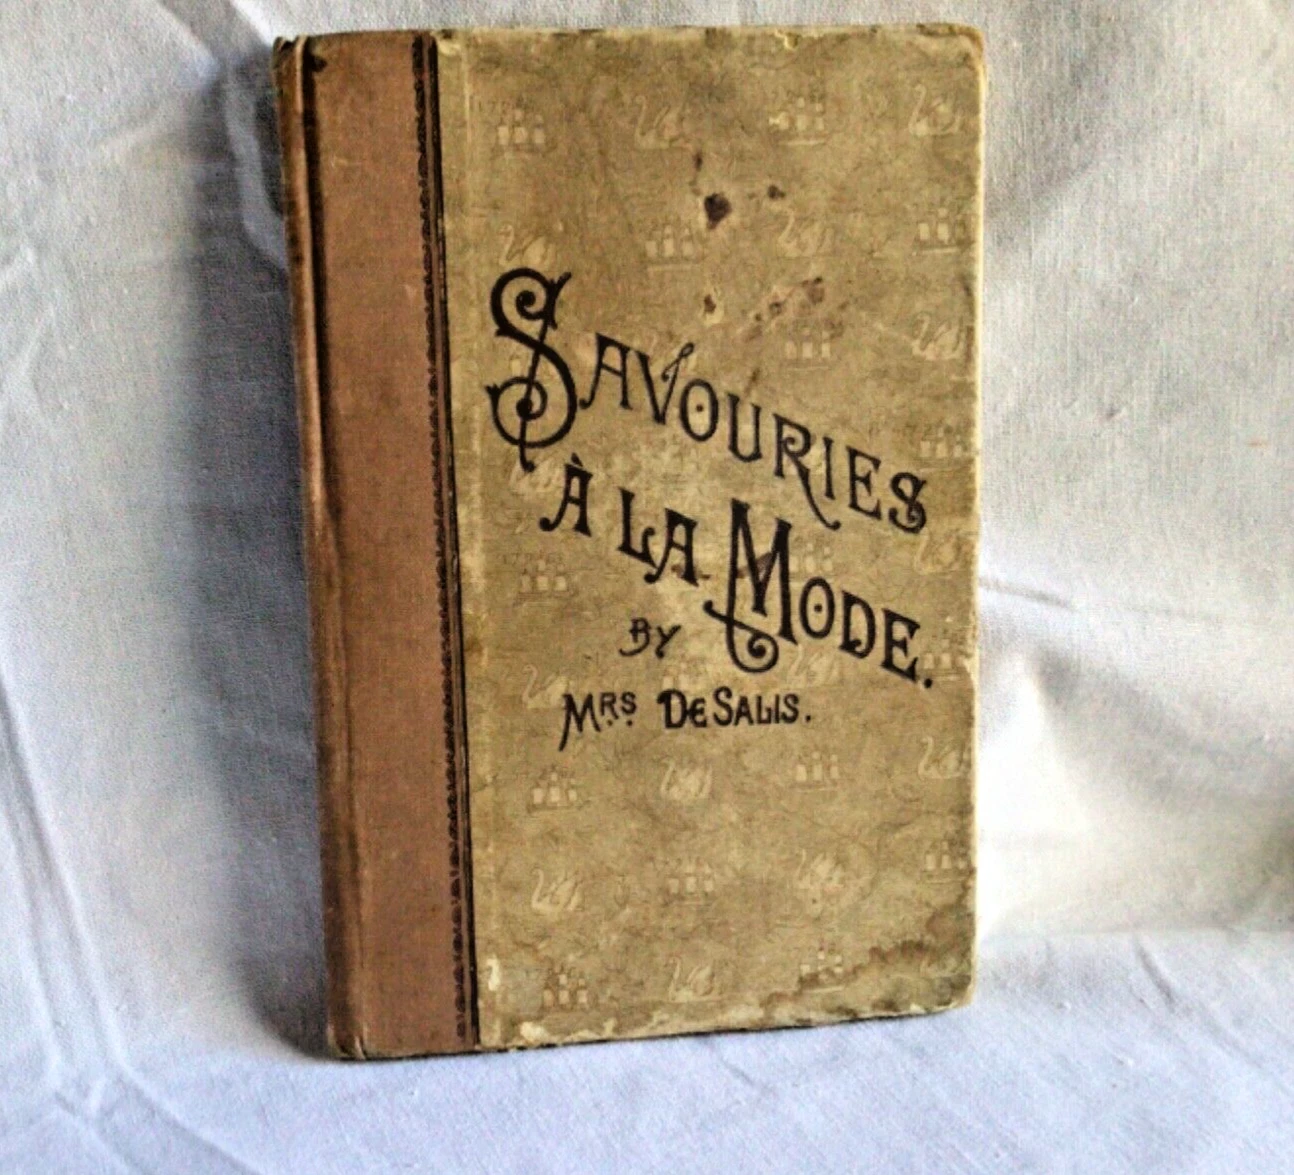 SAVOURIES
À LA MODE.
BY
MRS DE SALIS.